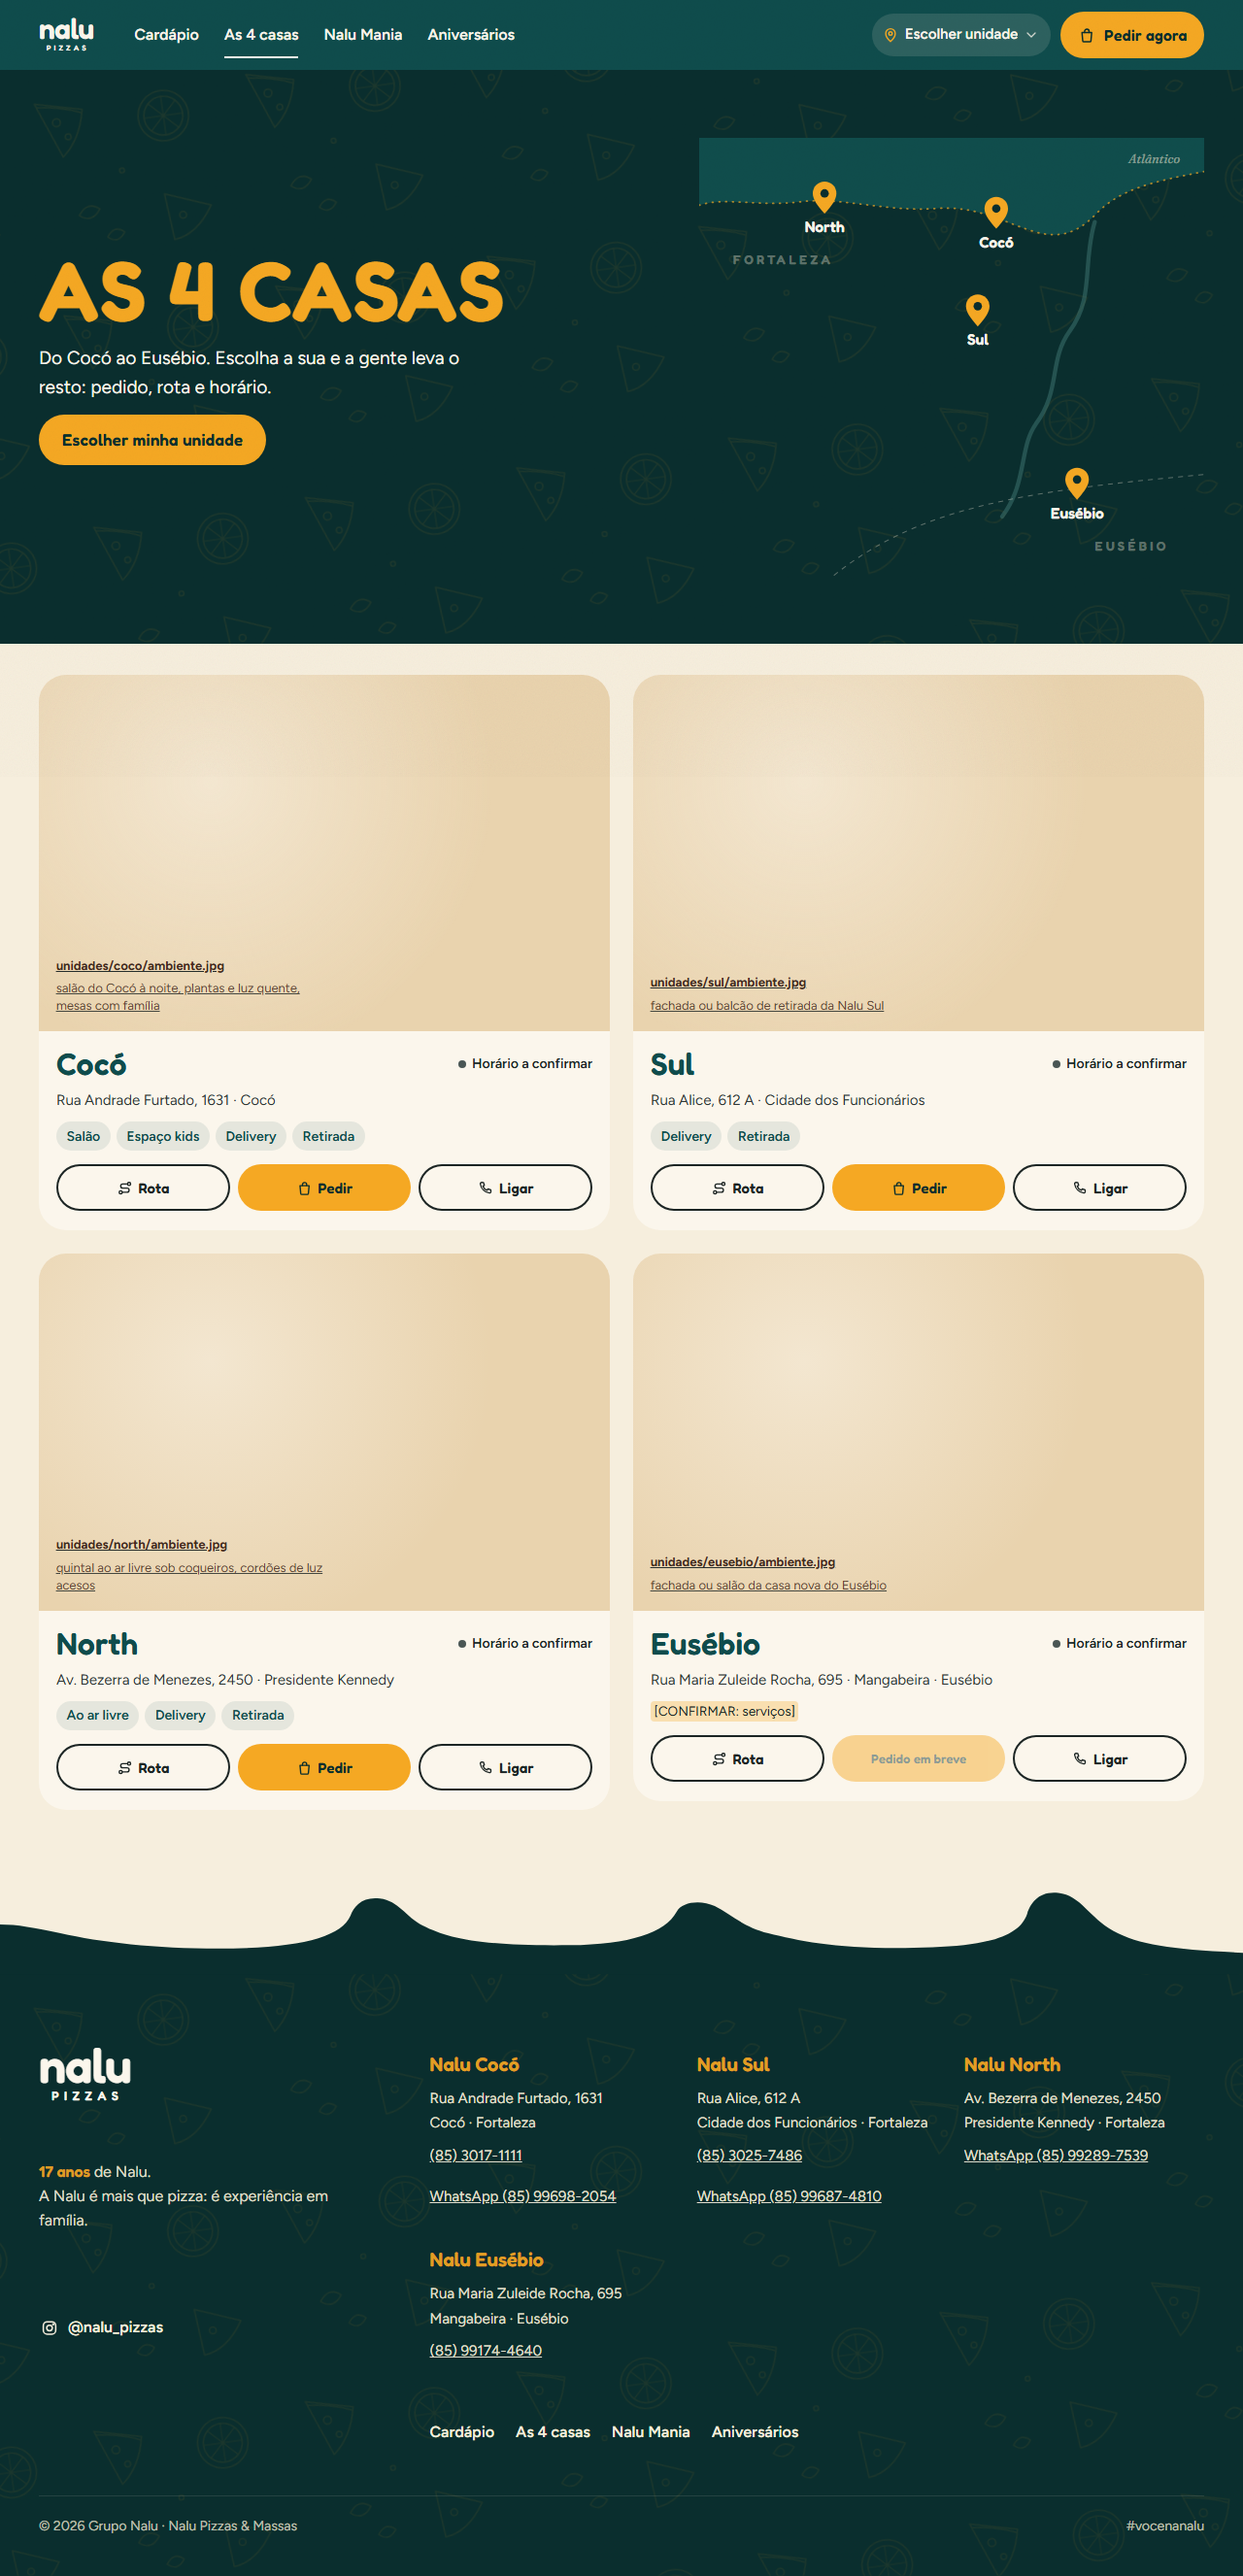 nalu
PIZZAS
Cardápio
As 4 casas
Nalu Mania
Aniversários
Escolher unidade
Pedir agora
Atlântico
North
Cocó
FORTALEZA
Sul
Eusébio
EUSÉBIO
AS 4 CASAS
Do Cocó ao Eusébio. Escolha a sua e a gente leva o
resto: pedido, rota e horário.
Escolher minha unidade
unidades/coco/ambiente.jpg
salão do Cocó à noite, plantas e luz quente,
mesas com família
Cocó
Horário a confirmar
Rua Andrade Furtado, 1631 · Cocó
Salão
Espaço kids
Delivery
Retirada
Rota
Pedir
Ligar
unidades/sul/ambiente.jpg
fachada ou balcão de retirada da Nalu Sul
Sul
Horário a confirmar
Rua Alice, 612 A · Cidade dos Funcionários
Delivery
Retirada
Rota
Pedir
Ligar
unidades/north/ambiente.jpg
quintal ao ar livre sob coqueiros, cordões de luz
acesos
North
Horário a confirmar
Av. Bezerra de Menezes, 2450 · Presidente Kennedy
Ao ar livre
Delivery
Retirada
Rota
Pedir
Ligar
unidades/eusebio/ambiente.jpg
fachada ou salão da casa nova do Eusébio
Eusébio
Horário a confirmar
Rua Maria Zuleide Rocha, 695 · Mangabeira · Eusébio
[CONFIRMAR: serviços]
Rota
Pedido em breve
Ligar
nalu
PIZZAS
17 anos de Nalu.
A Nalu é mais que pizza: é experiência em
família.
@nalu_pizzas
Nalu Cocó
Rua Andrade Furtado, 1631
Cocó · Fortaleza
(85) 3017-1111
WhatsApp (85) 99698-2054
Nalu Sul
Rua Alice, 612 A
Cidade dos Funcionários · Fortaleza
(85) 3025-7486
WhatsApp (85) 99687-4810
Nalu North
Av. Bezerra de Menezes, 2450
Presidente Kennedy · Fortaleza
WhatsApp (85) 99289-7539
Nalu Eusébio
Rua Maria Zuleide Rocha, 695
Mangabeira · Eusébio
(85) 99174-4640
Cardápio
As 4 casas
Nalu Mania
Aniversários
© 2026 Grupo Nalu · Nalu Pizzas & Massas
#vocenanalu